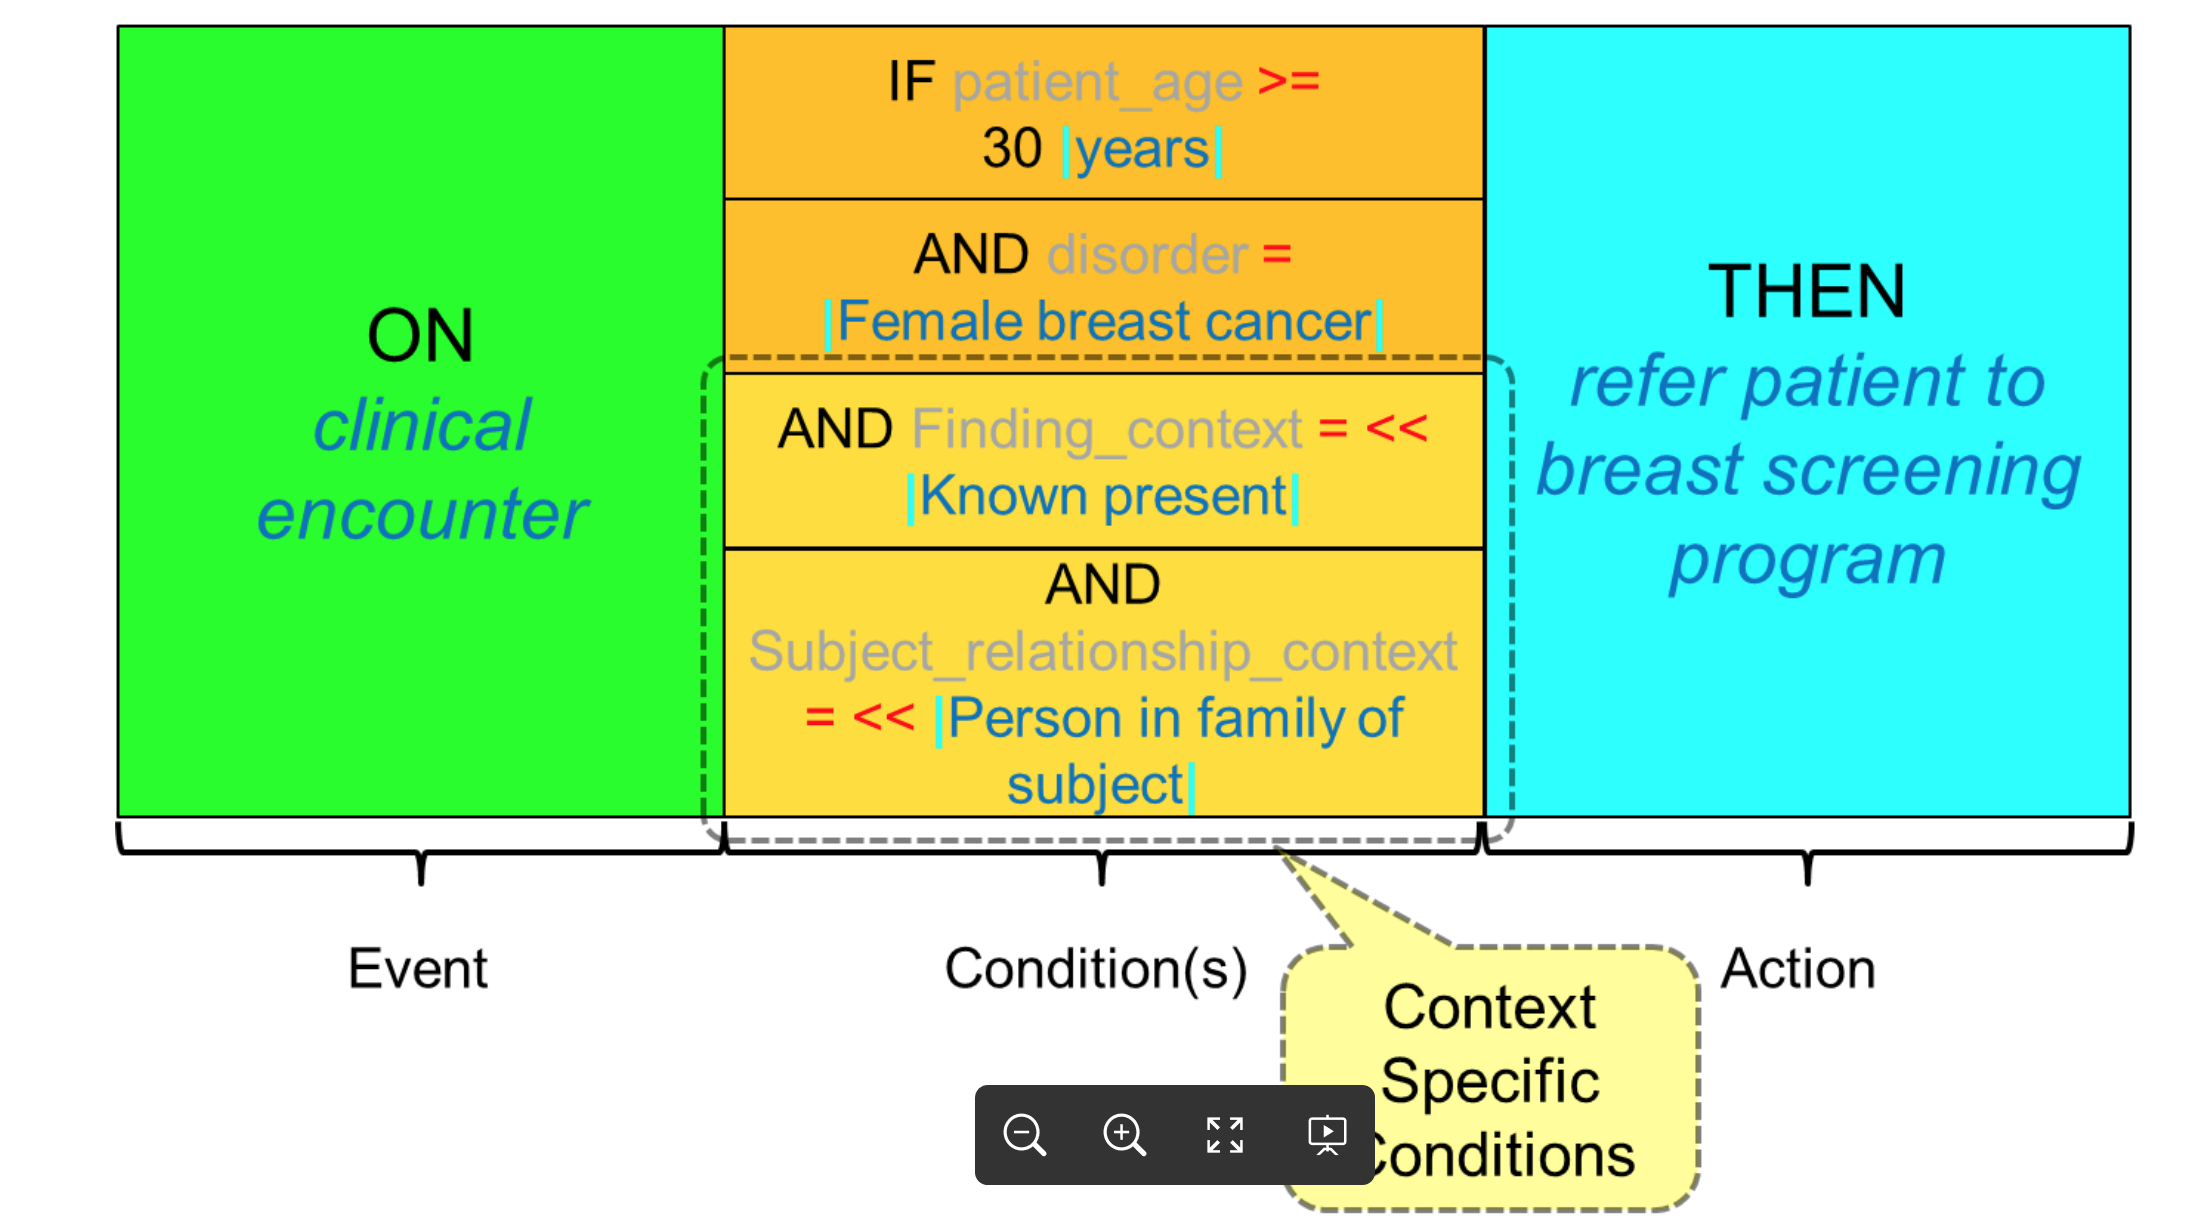 ON
clinical
encounter
IF patient_age >=
30 |years|
AND disorder =
|Female breast cancer|
AND Finding_context = <<
|Known present|
AND
Subject_relationship_context
= << |Person in family of
subject|
THEN
refer patient to
breast screening
program
Event
Condition(s)
Action
Context
Specific
Conditions